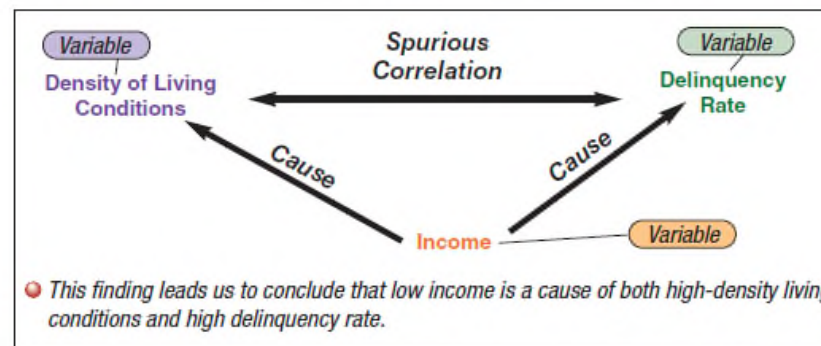 Variable
Spurious
Correlation
Variable
Density of Living
Conditions
Delinquency
Rate
Cause
Cause
Income
Variable
This finding leads us to conclude that low income is a cause of both high-density living
conditions and high delinquency rate.